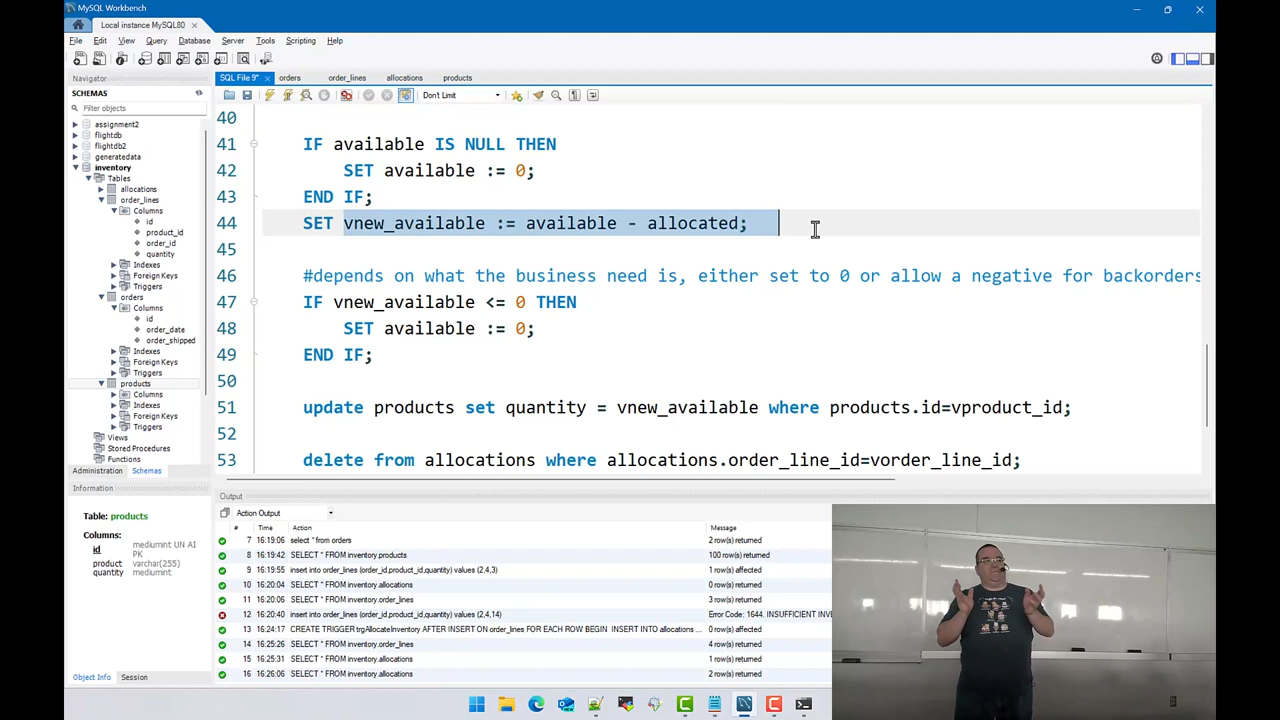 MySQL Workbench
Local instance MySQL80
File Edit View Query Database Server Tools Scripting Help
Navigator
SCHEMAS
Filter objects
assignment2
flightdb
flightdb2
generatedata
inventory
Tables
allocations
order_lines
Columns
id
product_id
order_id
quantity
Indexes
Foreign Keys
Triggers
orders
Columns
id
order_date
order_shipped
Indexes
Foreign Keys
Triggers
products
Columns
Indexes
Foreign Keys
Triggers
Views
Stored Procedures
Functions
Administration Schemas
Information
Table: products
Columns:
id mediumint UN AI PK
product varchar(255)
quantity mediumint
Object Info Session
SQL File 9* orders order_lines allocations products
Don't Limit
40
41 IF available IS NULL THEN
42 SET available := 0;
43 END IF;
44 SET vnew_available := available - allocated;
45
46 #depends on what the business need is, either set to 0 or allow a negative for backorders
47 IF vnew_available <= 0 THEN
48 SET available := 0;
49 END IF;
50
51 update products set quantity = vnew_available where products.id=vproduct_id;
52
53 delete from allocations where allocations.order_line_id=vorder_line_id;
Output
Action Output
# Time Action Message
7 16:19:06 select * from orders 2 row(s) returned
8 16:19:42 SELECT * FROM inventory.products 100 row(s) returned
9 16:19:55 insert into order_lines (order_id,product_id,quantity) values (2,4,3) 1 row(s) affected
10 16:20:04 SELECT * FROM inventory.allocations 0 row(s) returned
11 16:20:06 SELECT * FROM inventory.order_lines 3 row(s) returned
12 16:20:40 insert into order_lines (order_id,product_id,quantity) values (2,4,14) Error Code: 1644. INSUFFICIENT INVE
13 16:24:17 CREATE TRIGGER trgAllocateInventory AFTER INSERT ON order_lines FOR EACH ROW BEGIN INSERT INTO allocations ... 0 row(s) affected
14 16:25:26 SELECT * FROM inventory.order_lines 4 row(s) returned
15 16:25:31 SELECT * FROM inventory.allocations 1 row(s) returned
16 16:26:06 SELECT * FROM inventory.allocations 2 row(s) returned